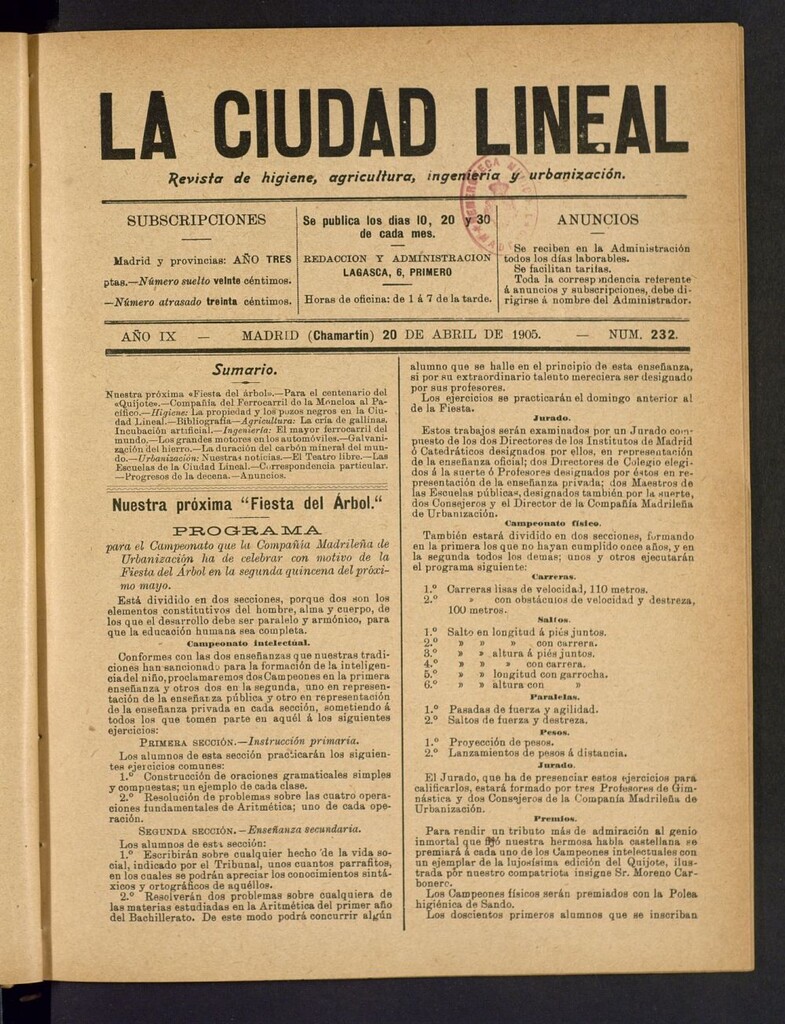 LA CIUDAD LINEAL
Revista de higiene, agricultura, ingeniería y urbanización.
SUBSCRIPCIONES
Madrid y provincias: AÑO TRES
ptas.—Número suelto veinte céntimos.
—Número atrasado treinta céntimos.
Se publica los dias 10, 20 y 30
de cada mes.
REDACCION Y ADMINISTRACION
LAGASCA, 6, PRIMERO
Horas de oficina: de 1 á 7 de la tarde.
ANUNCIOS
Se reciben en la Administración
todos los días laborables.
Se facilitan tarifas.
Toda la correspondencia referente
á anuncios y subscripciones, debe di-
rigirse á nombre del Administrador.
AÑO IX — MADRID (Chamartin) 20 DE ABRIL DE 1905. — NUM. 232.
Sumario.
Nuestra próxima «Fiesta del árbol».—Para el centenario del
«Quijote».—Compañía del Ferrocarril de la Moncloa al Pa-
cífico.—Higiene: La propiedad y los pozos negros en la Ciu-
dad Lineal.—Bibliografía—Agricultura: La cría de gallinas.
Incubación artificial.—Ingeniería: El mayor ferrocarril del
mundo.—Los grandes motores en los automóviles.—Galvani-
zación del hierro.—La duración del carbón mineral del mun-
do.—Urbanización: Nuestras noticias.—El Teatro libre.—Las
Escuelas de la Ciudad Lineal.—Correspondencia particular.
—Progresos de la decena.—Anuncios.
Nuestra próxima "Fiesta del Árbol."
PROGRAMA
para el Campeonato que la Compañía Madrileña de
Urbanización ha de celebrar con motivo de la
Fiesta del Árbol en la segunda quincena del próxi-
mo mayo.
Está dividido en dos secciones, porque dos son los
elementos constitutivos del hombre, alma y cuerpo, de
los que el desarrollo debe ser paralelo y armónico, para
que la educación humana sea completa.
Campeonato intelectual.
Conformes con las dos enseñanzas que nuestras tradi-
ciones han sancionado para la formación de la inteligen-
cia del niño, proclamaremos dos Campeones en la primera
enseñanza y otros dos en la segunda, uno en represen-
tación de la enseñanza pública y otro en representación
de la enseñanza privada en cada sección, sometiendo á
todos los que tomen parte en aquél á los siguientes
ejercicios:
PRIMERA SECCIÓN.—Instrucción primaria.
Los alumnos de esta sección practicarán los siguien-
tes ejercicios comunes:
1.º Construcción de oraciones gramaticales simples
y compuestas; un ejemplo de cada clase.
2.º Resolución de problemas sobre las cuatro opera-
ciones fundamentales de Aritmética; uno de cada ope-
ración.
SEGUNDA SECCIÓN.—Enseñanza secundaria.
Los alumnos de esta sección:
1.º Escribirán sobre cualquier hecho de la vida so-
cial, indicado por el Tribunal, unos cuantos parrafitos,
en los cuales se podrán apreciar los conocimientos sintá-
xicos y ortográficos de aquéllos.
2.º Resolverán dos problemas sobre cualquiera de
las materias estudiadas en la Aritmética del primer año
del Bachillerato. De este modo podrá concurrir algún
alumno que se halle en el principio de esta enseñanza,
si por su extraordinario talento mereciera ser designado
por sus profesores.
Los ejercicios se practicarán el domingo anterior al
de la Fiesta.
Jurado.
Estos trabajos serán examinados por un Jurado com-
puesto de los dos Directores de los Institutos de Madrid
ó Catedráticos designados por ellos, en representación
de la enseñanza oficial; dos Directores de Colegio elegi-
dos á la suerte ó Profesores designados por éstos en re-
presentación de la enseñanza privada; dos Maestros de
las Escuelas públicas, designados también por la suerte,
dos Consejeros y el Director de la Compañía Madrileña
de Urbanización.
Campeonato físico.
También estará dividido en dos secciones, formando
en la primera los que no hayan cumplido once años, y en
la segunda todos los demás; unos y otros ejecutarán
el programa siguiente:
Carreras.
1.º Carreras lisas de velocidad, 110 metros.
2.º » con obstáculos de velocidad y destreza,
100 metros.
Saltos.
1.º Salto en longitud á piés juntos.
2.º » » » con carrera.
3.º » » altura á piés juntos.
4.º » » » con carrera.
5.º » » longitud con garrocha.
6.º » » altura con »
Paralelas.
1.º Pasadas de fuerza y agilidad.
2.º Saltos de fuerza y destreza.
Pesos.
1.º Proyección de pesos.
2.º Lanzamientos de pesos á distancia.
Jurado.
El Jurado, que ha de presenciar estos ejercicios para
calificarlos, estará formado por tres Profesores de Gim-
nástica y dos Consejeros de la Compañía Madrileña de
Urbanización.
Premios.
Para rendir un tributo más de admiración al genio
inmortal que fijó nuestra hermosa habla castellana se
premiará á cada uno de los Campeones intelectuales con
un ejemplar de la lujosísima edición del Quijote, ilus-
trada por nuestro compatriota insigne Sr. Moreno Car-
bonero.
Los Campeones físicos serán premiados con la Polea
higiénica de Sando.
Los doscientos primeros alumnos que se inscriban